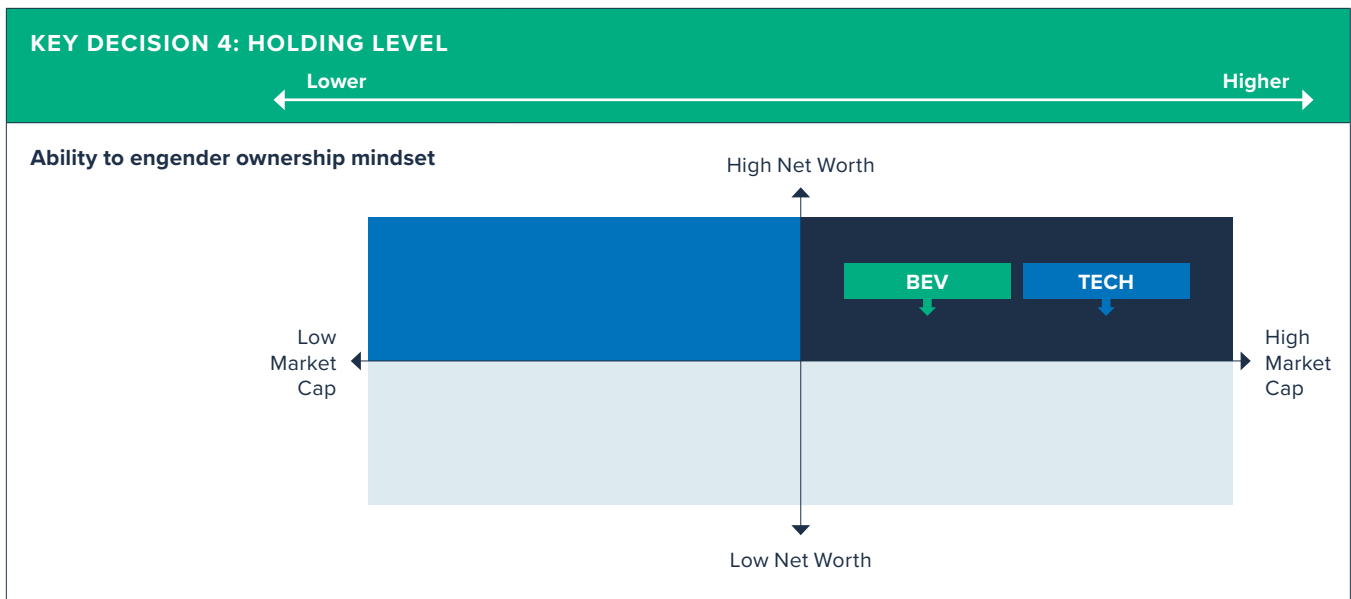 KEY DECISION 4: HOLDING LEVEL
Lower
Higher
Ability to engender ownership mindset
High Net Worth
BEV
TECH
Low
Market
Cap
High
Market
Cap
Low Net Worth